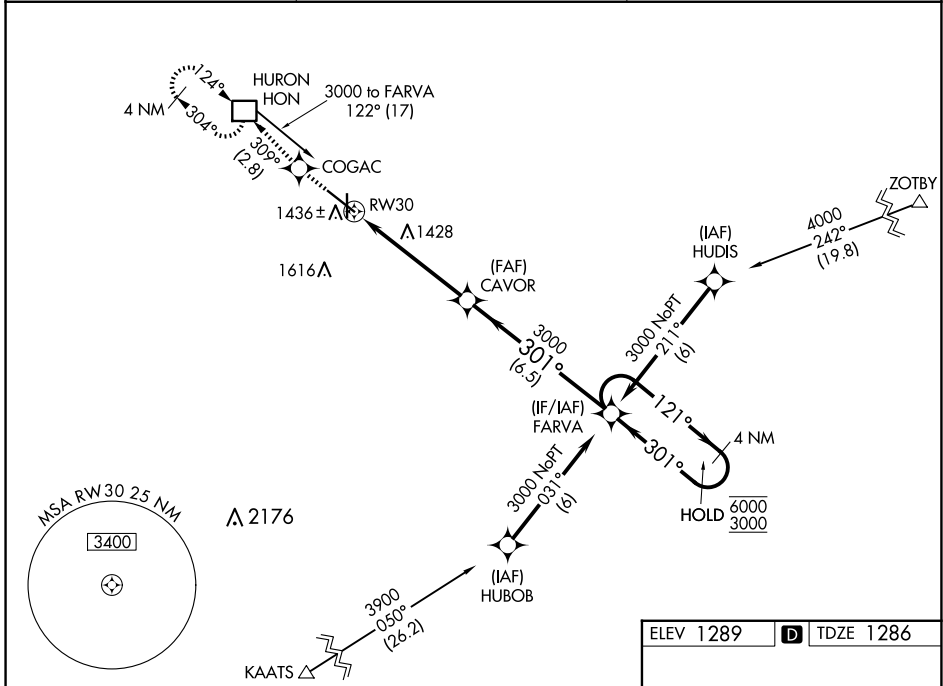 HURON
HON
124°
304°
4 NM
3000 to FARVA
122° (17)
309°
(2.8)
COGAC
1436 ±
RW30
1428
1616
(FAF)
CAVOR
ZOTBY
4000
242°
(19.8)
(IAF)
HUDIS
3000 NoPT
211°
(6)
3000
301°
(6.5)
(IF/IAF)
FARVA
121°
301°
4 NM
HOLD
6000
3000
3000 NoPT
031°
(6)
(IAF)
HUBOB
MSA RW30 25 NM
3400
2176
3900
050°
(26.2)
KAATS
ELEV 1289 D TDZE 1286